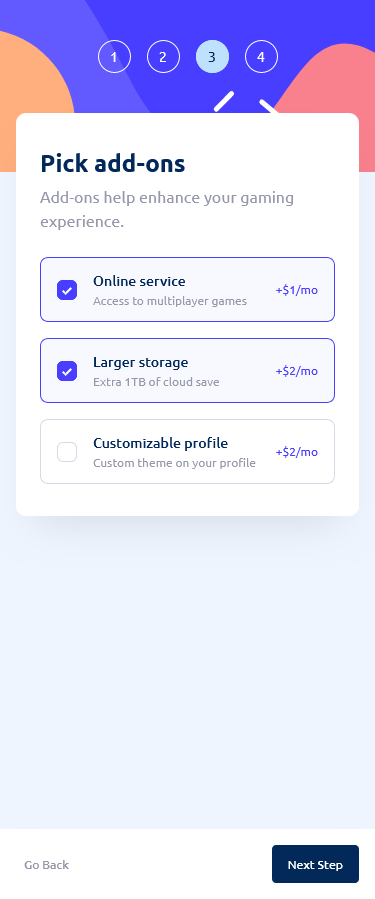 1 2 3 4
Pick add-ons
Add-ons help enhance your gaming
experience.
Online service
Access to multiplayer games
+$1/mo
Larger storage
Extra 1TB of cloud save
+$2/mo
Customizable profile
Custom theme on your profile
+$2/mo
Go Back
Next Step